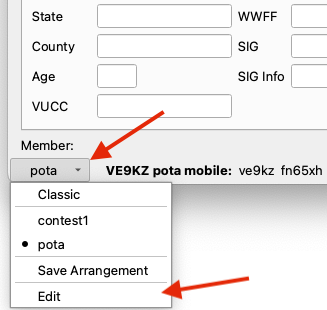 State WWFF
County SIG
Age SIG Info
VUCC
Member:
pota VE9KZ pota mobile: ve9kz fn65xh
Classic
contest1
pota
Save Arrangement
Edit